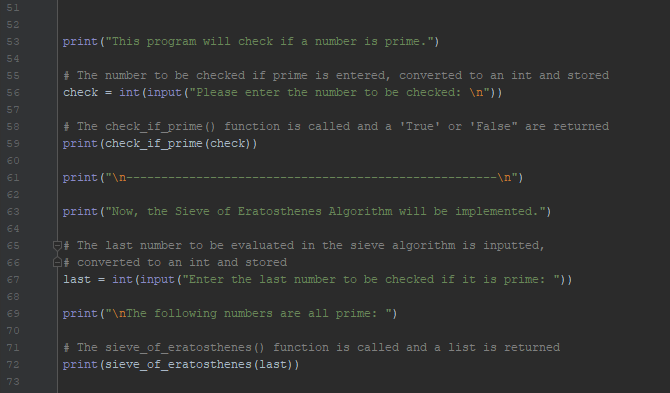 51
52
53 print("This program will check if a number is prime.")
54
55 # The number to be checked if prime is entered, converted to an int and stored
56 check = int(input("Please enter the number to be checked: \n"))
57
58 # The check_if_prime() function is called and a 'True' or 'False" are returned
59 print(check_if_prime(check))
60
61 print("\n-----------------------------------------------------\n")
62
63 print("Now, the Sieve of Eratosthenes Algorithm will be implemented.")
64
65 # The last number to be evaluated in the sieve algorithm is inputted,
66 # converted to an int and stored
67 last = int(input("Enter the last number to be checked if it is prime: "))
68
69 print("\nThe following numbers are all prime: ")
70
71 # The sieve_of_eratosthenes() function is called and a list is returned
72 print(sieve_of_eratosthenes(last))
73